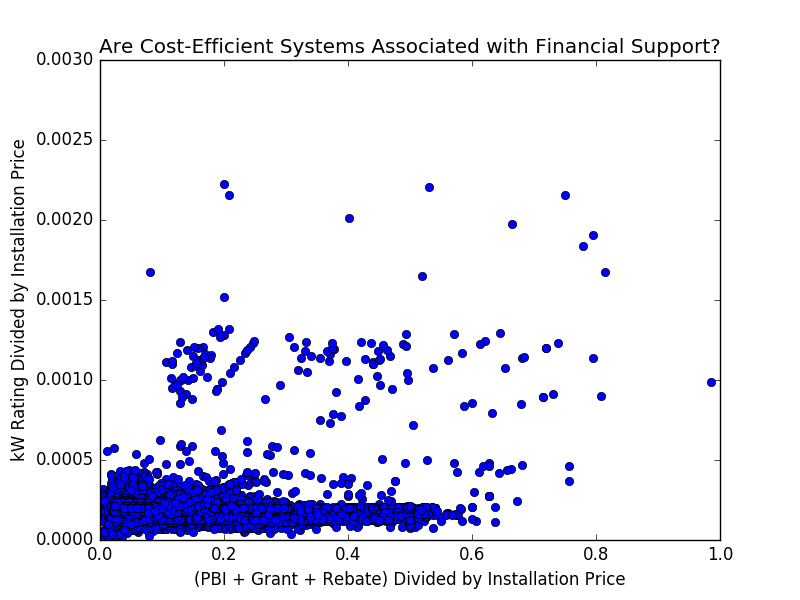 Are Cost-Efficient Systems Associated with Financial Support?
0.0030
0.0025
0.0020
0.0015
0.0010
0.0005
0.0000
kW Rating Divided by Installation Price
0.0 0.2 0.4 0.6 0.8 1.0
(PBI + Grant + Rebate) Divided by Installation Price